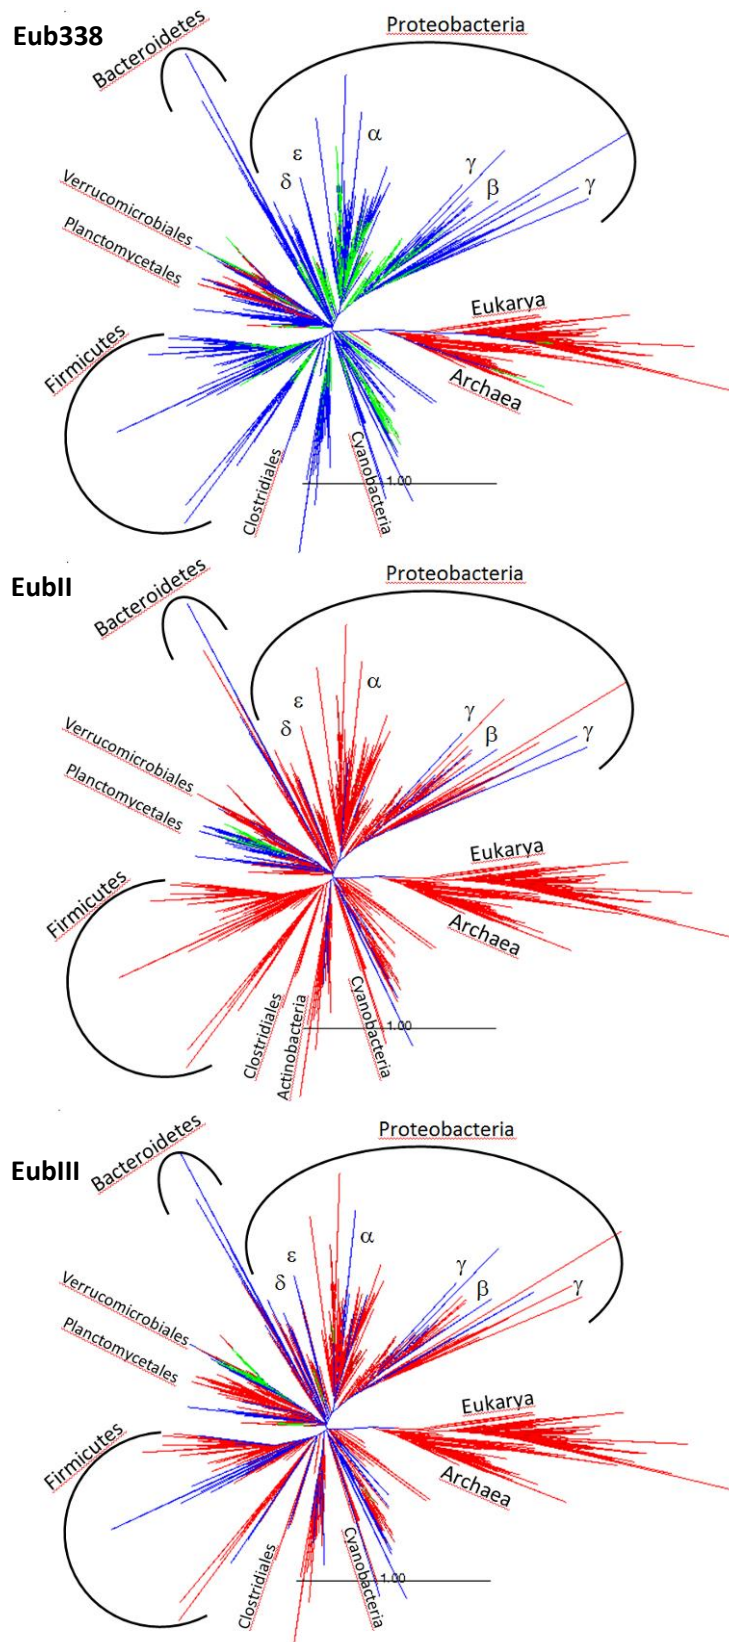 Eub338
Bacteroidetes
Proteobacteria
ε
δ
α
γ
β
γ
Verrucomicrobiales
Planctomycetales
Eukarya
Archaea
Firmicutes
Clostridiales
Cyanobacteria
1.00
EubII
Bacteroidetes
Proteobacteria
ε
δ
α
γ
β
γ
Verrucomicrobiales
Planctomycetales
Eukarya
Archaea
Firmicutes
Clostridiales
Actinobacteria
Cyanobacteria
1.00
EubIII
Bacteroidetes
Proteobacteria
ε
δ
α
γ
β
γ
Verrucomicrobiales
Planctomycetales
Eukarya
Archaea
Firmicutes
Clostridiales
Cyanobacteria
1.00